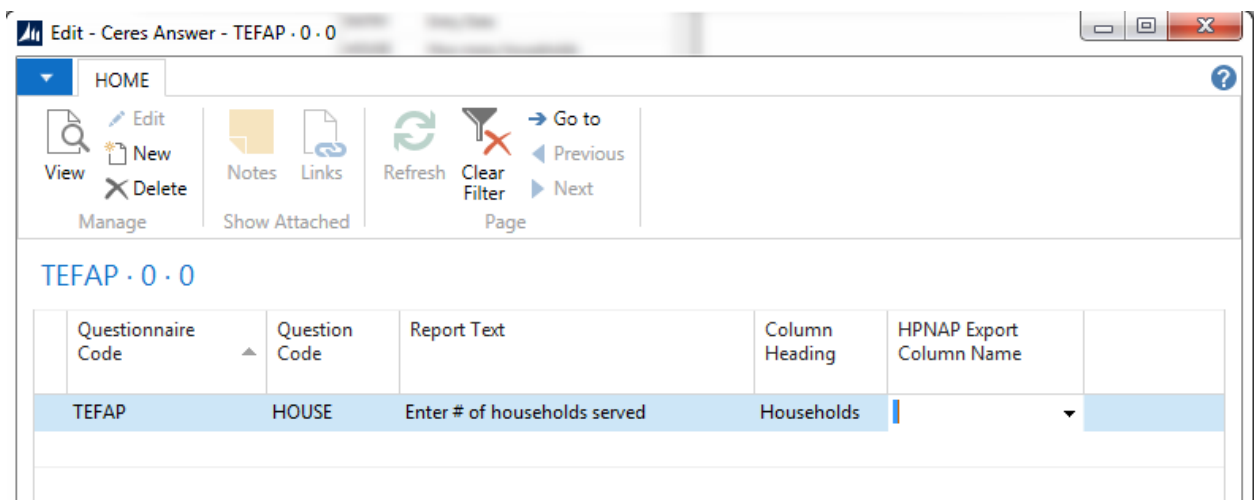 Edit - Ceres Answer - TEFAP · 0 · 0
HOME
View
Edit
New
Delete
Manage
Notes
Links
Show Attached
Refresh
Clear
Filter
Go to
Previous
Next
Page
TEFAP · 0 · 0
Questionnaire
Code
Question
Code
Report Text
Column
Heading
HPNAP Export
Column Name
TEFAP HOUSE Enter # of households served Households